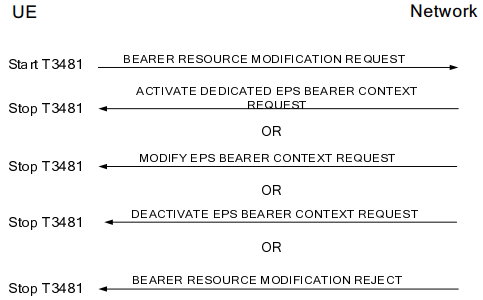 UE Network
Start T3481 BEARER RESOURCE MODIFICATION REQUEST
Stop T3481 ACTIVATE DEDICATED EPS BEARER CONTEXT
REQUEST
OR
Stop T3481 MODIFY EPS BEARER CONTEXT REQUEST
OR
Stop T3481 DEACTIVATE EPS BEARER CONTEXT REQUEST
OR
Stop T3481 BEARER RESOURCE MODIFICATION REJECT